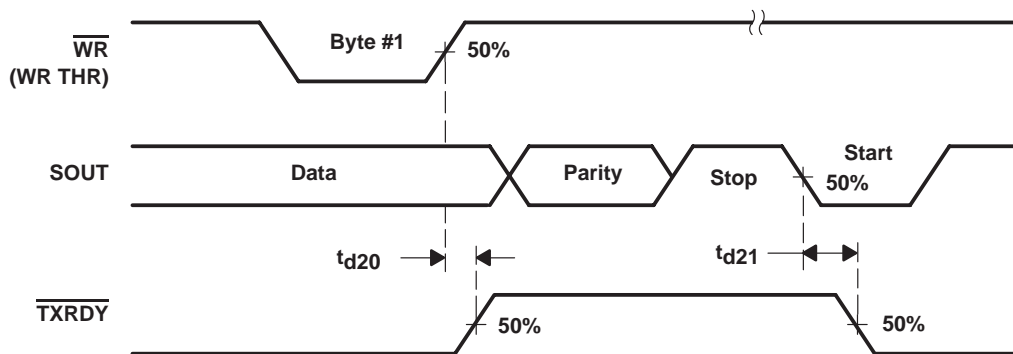 WR
(WR THR)
Byte #1
50%
SOUT
Data
Parity
Stop
Start
50%
td20
td21
TXRDY
50%
50%